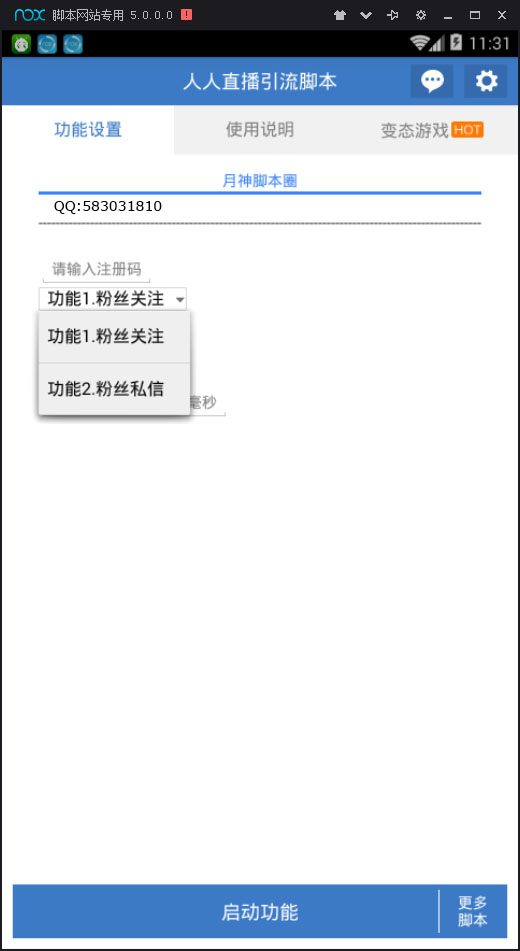 nox 脚本网站专用 5.0.0.0
11:31
人人直播引流脚本
功能设置 使用说明 变态游戏 HOT
月神脚本圈
QQ:583031810
请输入注册码
功能1.粉丝关注
功能1.粉丝关注
功能2.粉丝私信
毫秒
启动功能
更多
脚本